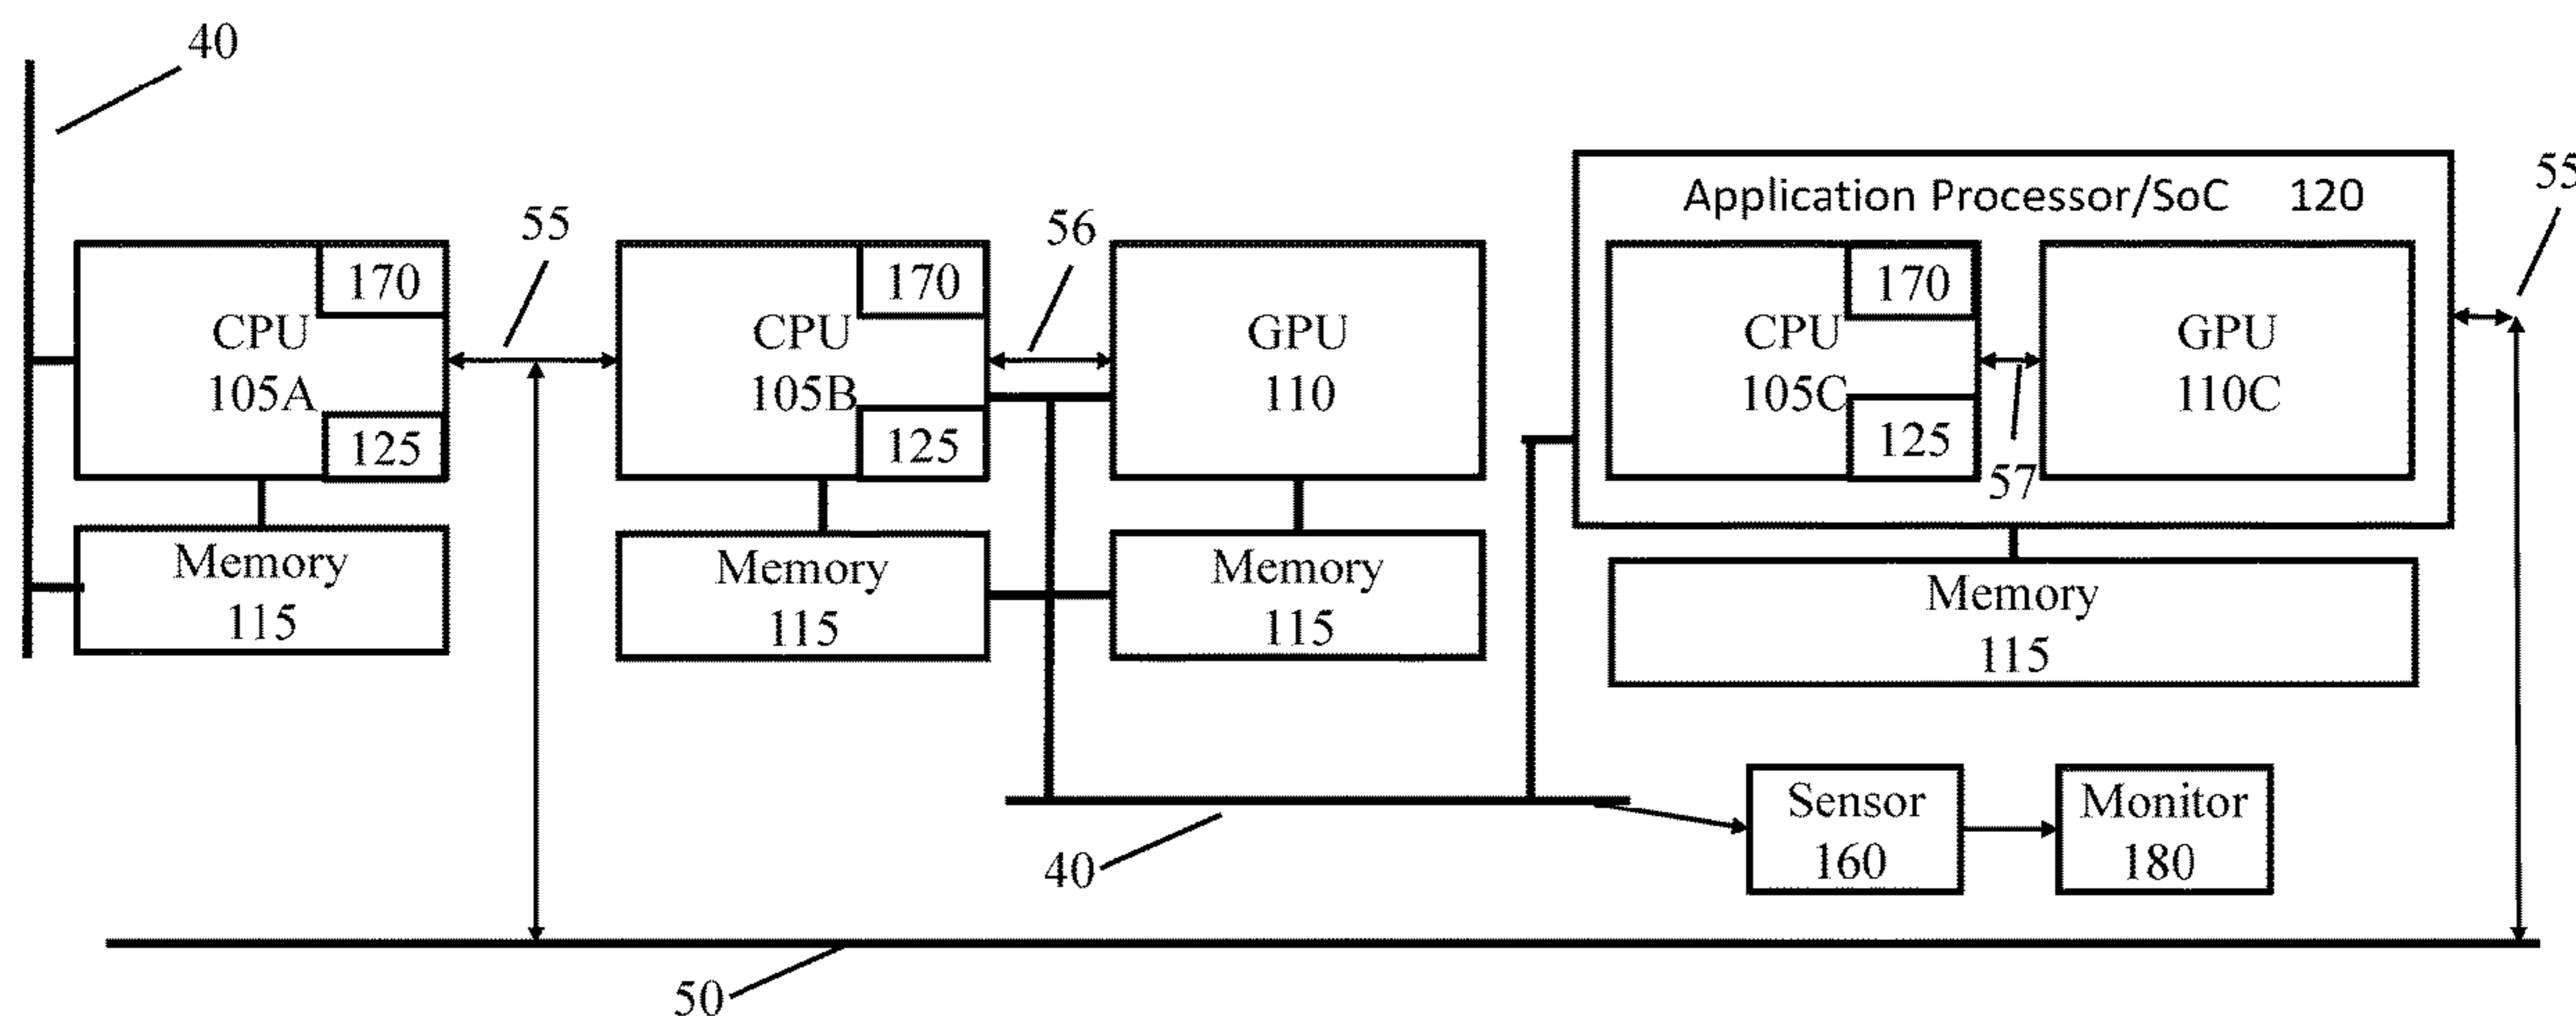 40
55
Application Processor/SoC 120
55
56
170
CPU
105A
125
170
CPU
105B
125
GPU
110
170
CPU
105C
125
57
GPU
110C
Memory
115
Memory
115
Memory
115
Memory
115
Sensor
160
Monitor
180
40
50